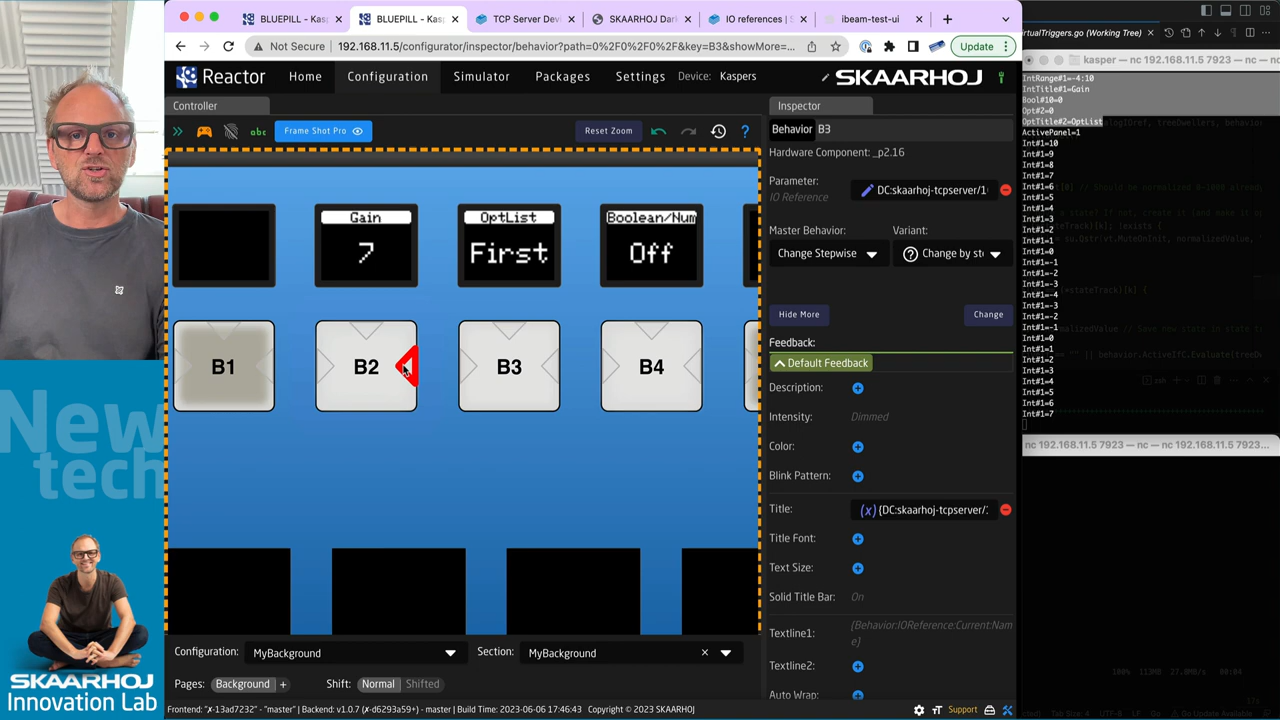 BLUEPILL - Kasp
BLUEPILL - Kasp
TCP Server Dev
SKAARHOJ Dark
IO references | S
ibeam-test-ui
Not Secure 192.168.11.5/configurator/inspector/behavior?path=0%2F0%2F0%2F&key=B3&showMore=...
Update
Reactor
Home
Configuration
Simulator
Packages
Settings
Device: Kaspers
SKAARHOJ
Controller
Frame Shot Pro
Reset Zoom
Gain
7
OptList
First
Boolean/Num
Off
B1
B2
B3
B4
Configuration: MyBackground
Section: MyBackground
Pages: Background +
Shift: Normal Shifted
Inspector
Behavior B3
Hardware Component: _p2.16
Parameter:
IO Reference
DC:skaarhoj-tcpserver/1
Master Behavior:
Variant:
Change Stepwise
Change by st
Hide More
Change
Feedback:
Default Feedback
Description:
Intensity: Dimmed
Color:
Blink Pattern:
Title: (x) {DC:skaarhoj-tcpserver/
Title Font:
Text Size:
Solid Title Bar: On
Textline1: {Behavior:IOReference:Current:Nam
e}
Textline2:
Auto Wrap:
Frontend: "x-13ad7232" - "master" | Backend: v1.0.7 (x-d6293a59+) - master | Build Time: 2023-06-06 17:46:43 Copyright © 2023 SKAARHOJ
Support
irtualTriggers.go (Working Tree)
kasper — nc 192.168.11.5 7923 — nc — nc
IntRange#1=-4:10
IntTitle#1=Gain
Bool#10=0
Opt#2=0
OptTitle#2=OptList
ActivePanel=1
Int#1=10
Int#1=9
Int#1=8
Int#1=7
Int#1=6
Int#1=5
Int#1=4
Int#1=3
Int#1=2
Int#1=1
Int#1=0
Int#1=-1
Int#1=-2
Int#1=-3
Int#1=-4
Int#1=-3
Int#1=-2
Int#1=-1
Int#1=0
Int#1=1
Int#1=2
Int#1=3
Int#1=4
Int#1=5
Int#1=6
Int#1=7
nc 192.168.11.5 7923 — nc 192.168.11.5 7923...
New
tech
SKAARHOJ
Innovation Lab